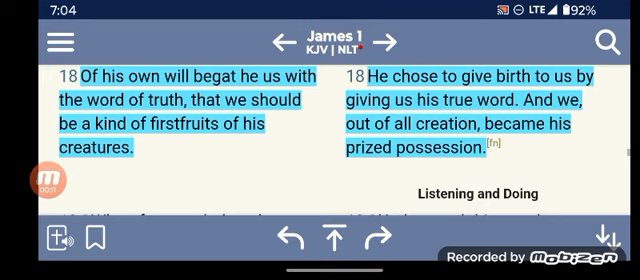 7:04
LTE 92%
James 1
KJV | NLT
18 Of his own will begat he us with
the word of truth, that we should
be a kind of firstfruits of his
creatures.
18 He chose to give birth to us by
giving us his true word. And we,
out of all creation, became his
prized possession.[fn]
Listening and Doing
00:11
Recorded by mobizen